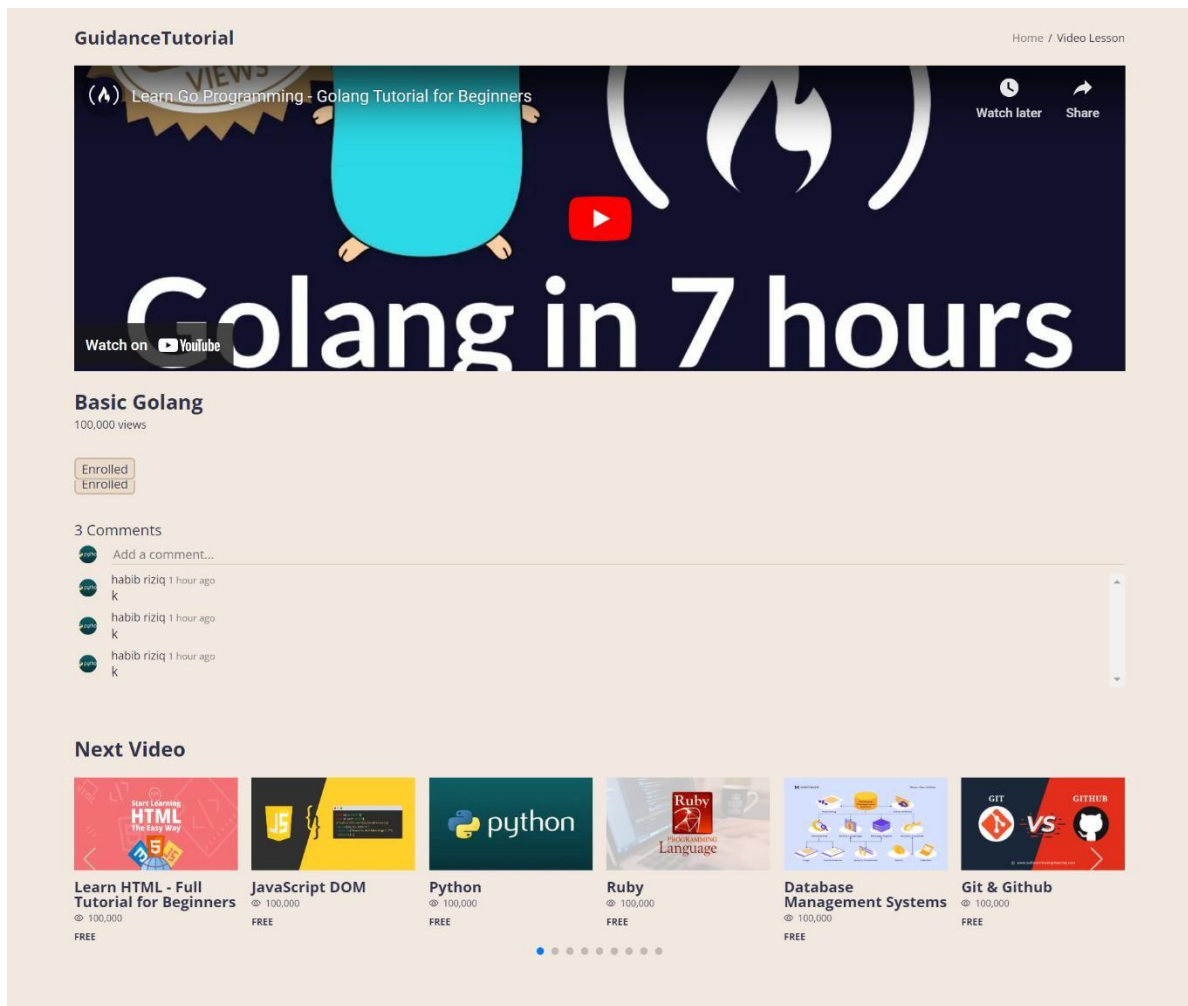 GuidanceTutorial
Home / Video Lesson
VIEWS
Learn Go Programming - Golang Tutorial for Beginners
Watch later
Share
Golang in 7 hours
Watch on YouTube
Basic Golang
100,000 views
Enrolled
Enrolled
3 Comments
Add a comment...
habib riziq 1 hour ago
k
habib riziq 1 hour ago
k
habib riziq 1 hour ago
k
Next Video
Start Learning
HTML
The Easy Way
5
JS
JS
python
Ruby
PROGRAMMING
Language
GIT
GITHUB
VS
Learn HTML - Full
Tutorial for Beginners
100,000
FREE
JavaScript DOM
100,000
FREE
Python
100,000
FREE
Ruby
100,000
FREE
Database
Management Systems
100,000
FREE
Git & Github
100,000
FREE